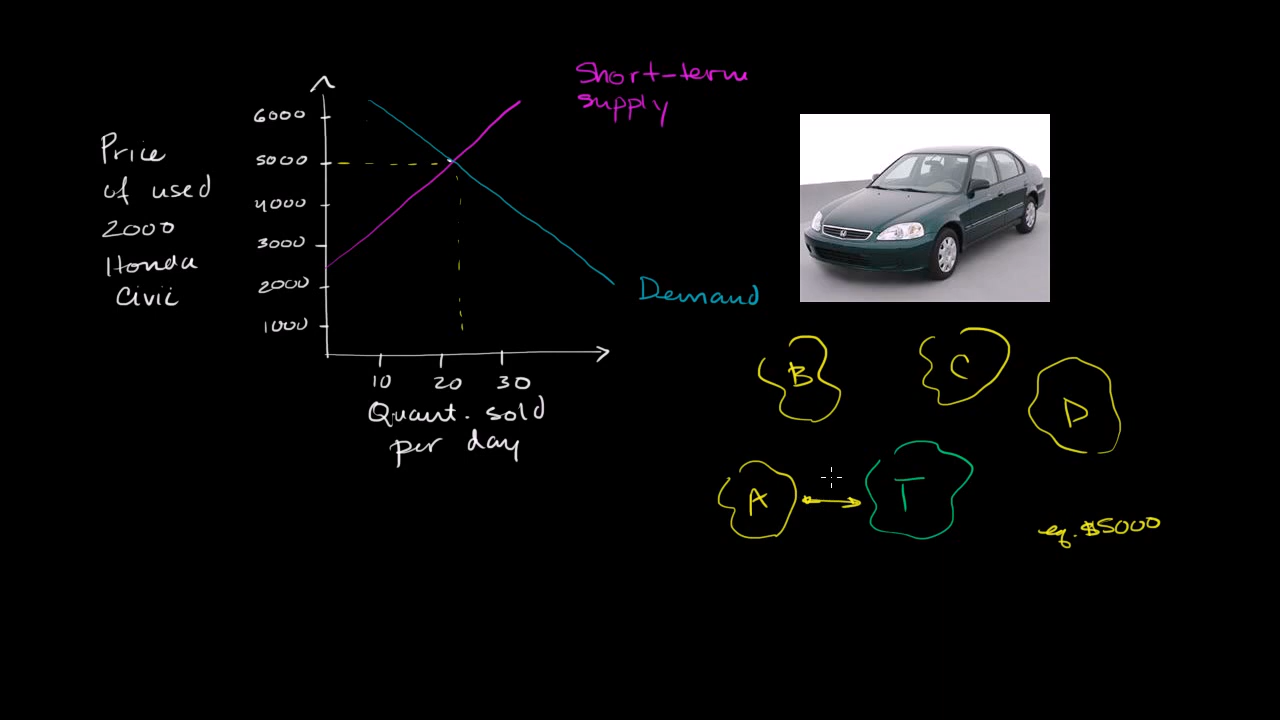 Short-term
supply
6000
5000
4000
3000
2000
1000
Price
of used
2000
Honda
Civic
Demand
10 20 30
Quant. sold
per day
B
C
D
A
T
eq. $5000